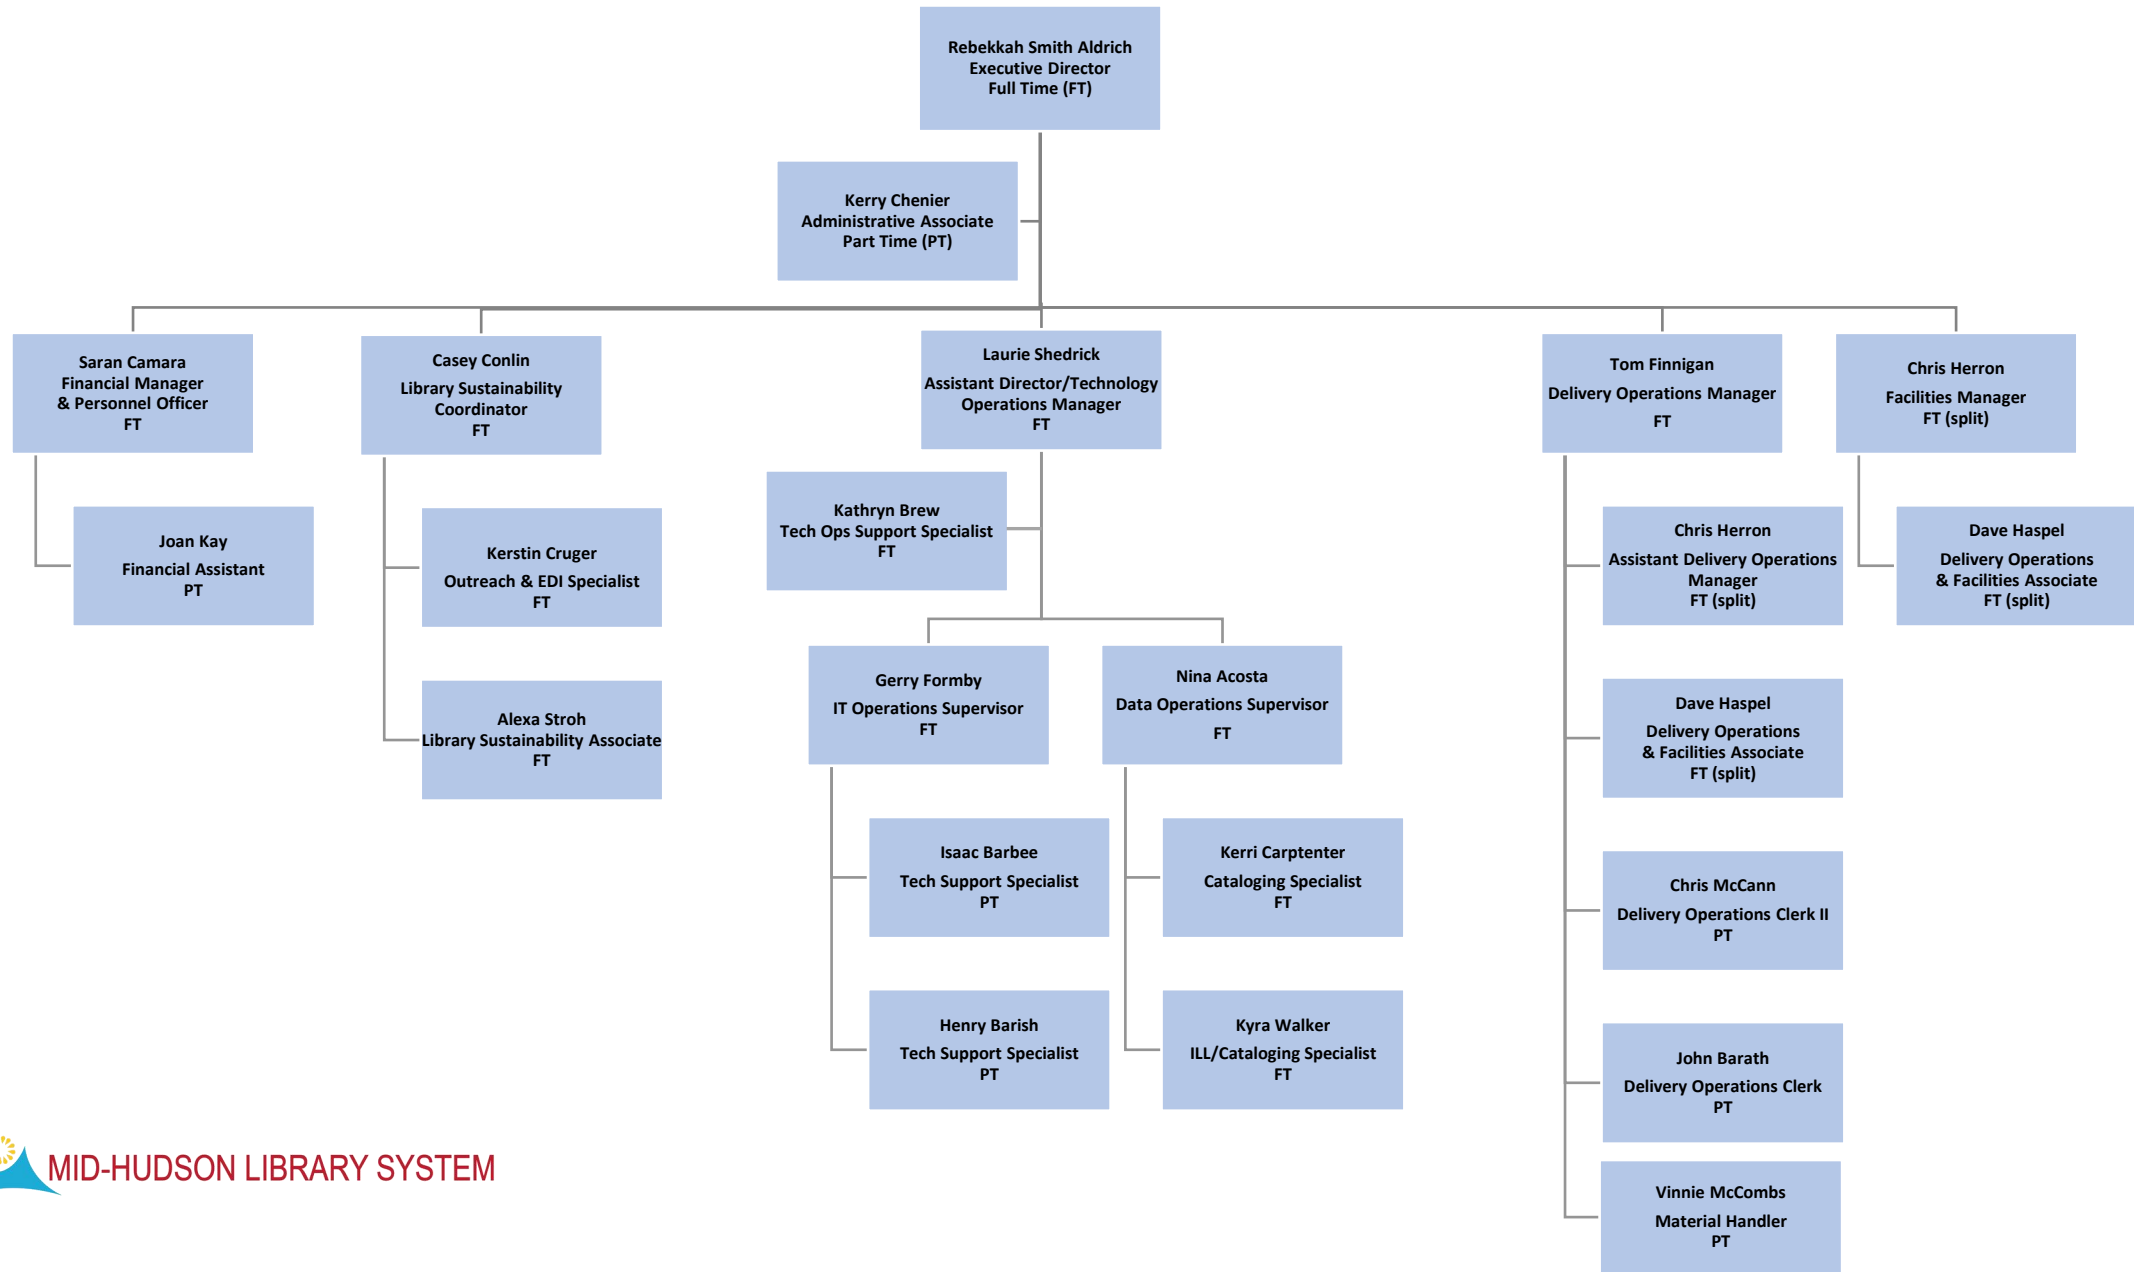 Rebekkah Smith Aldrich
Executive Director
Full Time (FT)
Kerry Chenier
Administrative Associate
Part Time (PT)
Saran Camara
Financial Manager
& Personnel Officer
FT
Joan Kay
Financial Assistant
PT
Casey Conlin
Library Sustainability
Coordinator
FT
Kerstin Cruger
Outreach & EDI Specialist
FT
Alexa Stroh
Library Sustainability Associate
FT
Laurie Shedrick
Assistant Director/Technology
Operations Manager
FT
Kathryn Brew
Tech Ops Support Specialist
FT
Gerry Formby
IT Operations Supervisor
FT
Isaac Barbee
Tech Support Specialist
PT
Henry Barish
Tech Support Specialist
PT
Nina Acosta
Data Operations Supervisor
FT
Kerri Carptenter
Cataloging Specialist
FT
Kyra Walker
ILL/Cataloging Specialist
FT
Tom Finnigan
Delivery Operations Manager
FT
Chris Herron
Assistant Delivery Operations
Manager
FT (split)
Dave Haspel
Delivery Operations
& Facilities Associate
FT (split)
Chris McCann
Delivery Operations Clerk II
PT
John Barath
Delivery Operations Clerk
PT
Vinnie McCombs
Material Handler
PT
Chris Herron
Facilities Manager
FT (split)
Dave Haspel
Delivery Operations
& Facilities Associate
FT (split)
MID-HUDSON LIBRARY SYSTEM